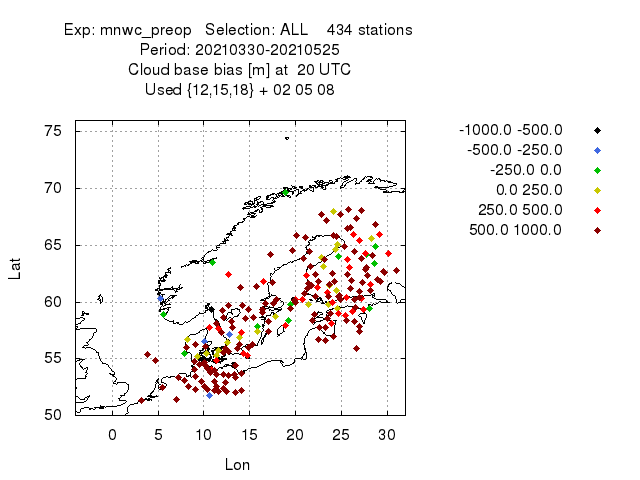 Exp: mnwc_preop   Selection: ALL    434 stations
Period: 20210330-20210525
Cloud base bias [m] at  20 UTC
Used {12,15,18} + 02 05 08
-1000.0 -500.0
-500.0 -250.0
-250.0 0.0
0.0 250.0
250.0 500.0
500.0 1000.0
75
70
65
60
55
50
Lat
0 5 10 15 20 25 30
Lon